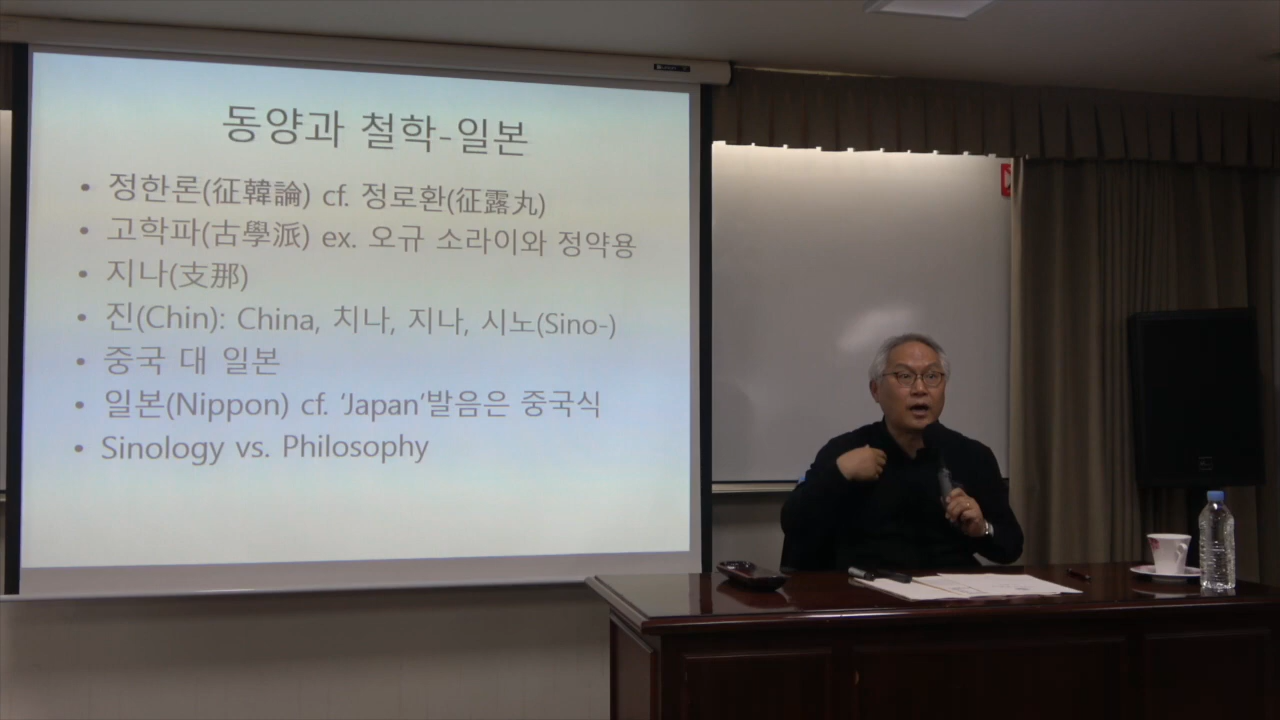 동양과 철학-일본
• 정한론(征韓論) cf. 정로환(征露丸)
• 고학파(古學派) ex. 오규 소라이와 정약용
• 지나(支那)
• 진(Chin): China, 치나, 지나, 시노(Sino-)
• 중국 대 일본
• 일본(Nippon) cf. ‘Japan’발음은 중국식
• Sinology vs. Philosophy